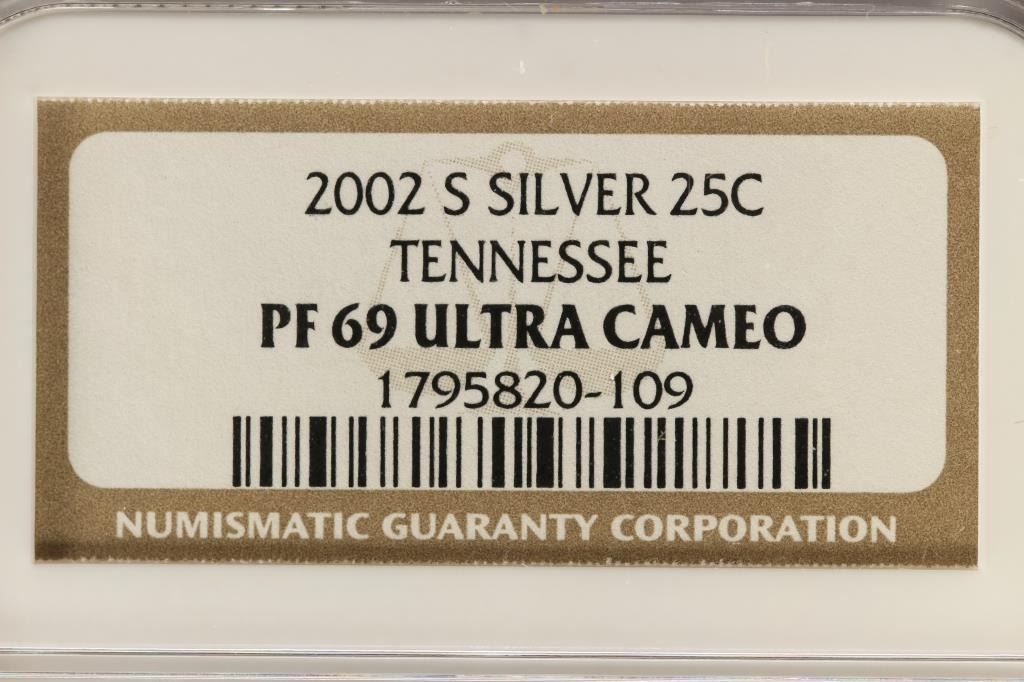 2002 S SILVER 25C
TENNESSEE
PF 69 ULTRA CAMEO
1795820-109
NUMISMATIC GUARANTY CORPORATION